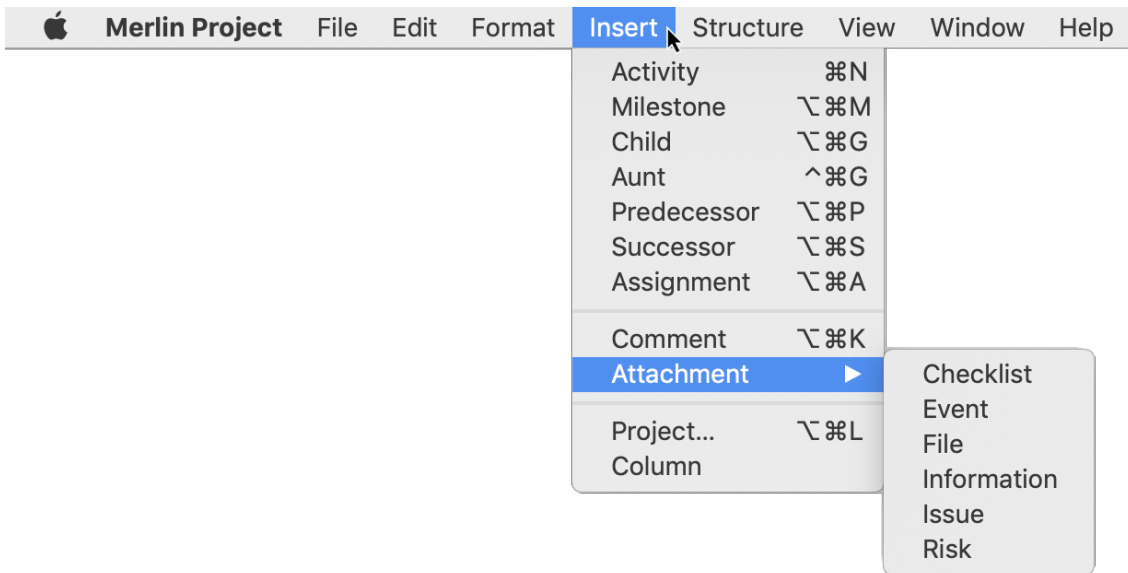 Merlin Project File Edit Format Insert Structure View Window Help
Activity ⌘N
Milestone ⌥⌘M
Child ⌥⌘G
Aunt ^⌘G
Predecessor ⌥⌘P
Successor ⌥⌘S
Assignment ⌥⌘A
Comment ⌥⌘K
Attachment ▶
Checklist
Event
File
Information
Issue
Risk
Project... ⌥⌘L
Column